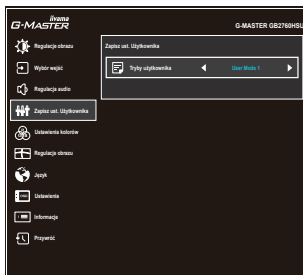 iiyama
G-MASTER
G-MASTER GB2760HSU
Regulacje obrazu
Zapisz ust. Użytkownika
Wybór wejść
Tryby użytkownika
User Mode 1
Regulacja audio
Zapisz ust. Użytkownika
Ustawienia kolorów
Regulacja obrazu
Język
Ustawienia
Informacje
Przywróć